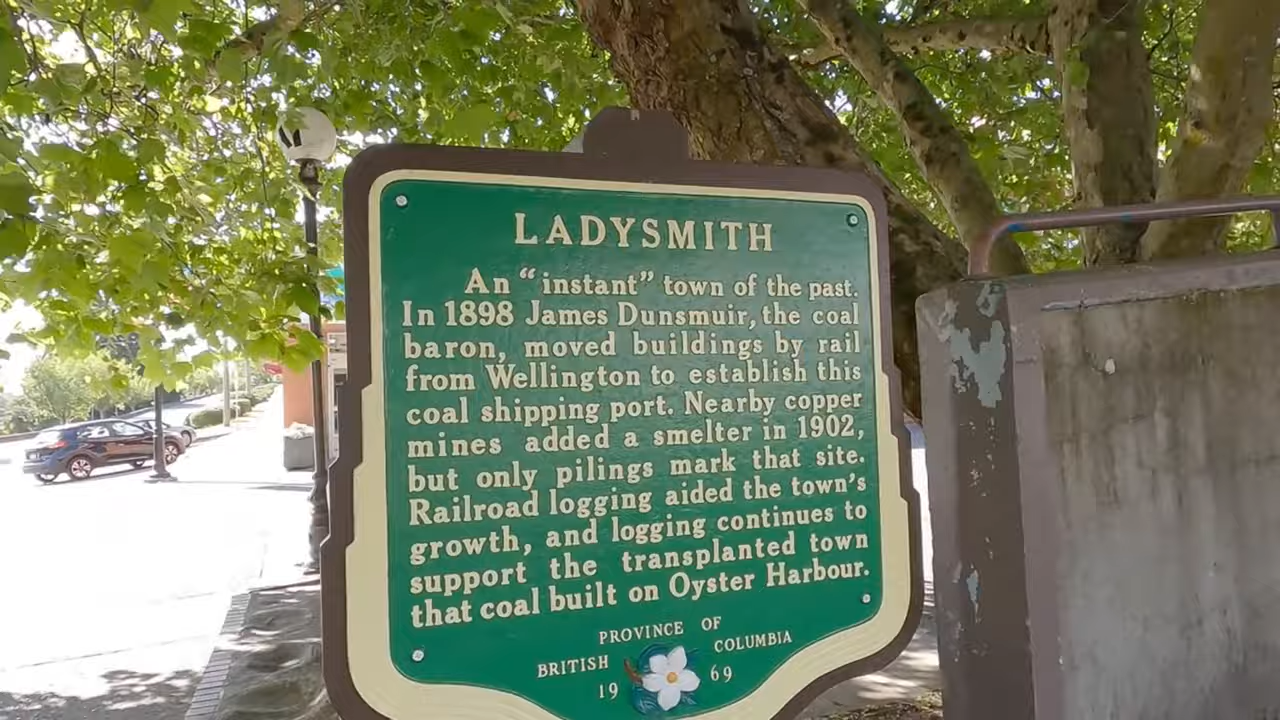 LADYSMITH
An “instant” town of the past.
In 1898 James Dunsmuir, the coal
baron, moved buildings by rail
from Wellington to establish this
coal shipping port. Nearby copper
mines added a smelter in 1902,
but only pilings mark that site.
Railroad logging aided the town's
growth, and logging continues to
support the transplanted town
that coal built on Oyster Harbour.
PROVINCE OF
BRITISH COLUMBIA
19 69